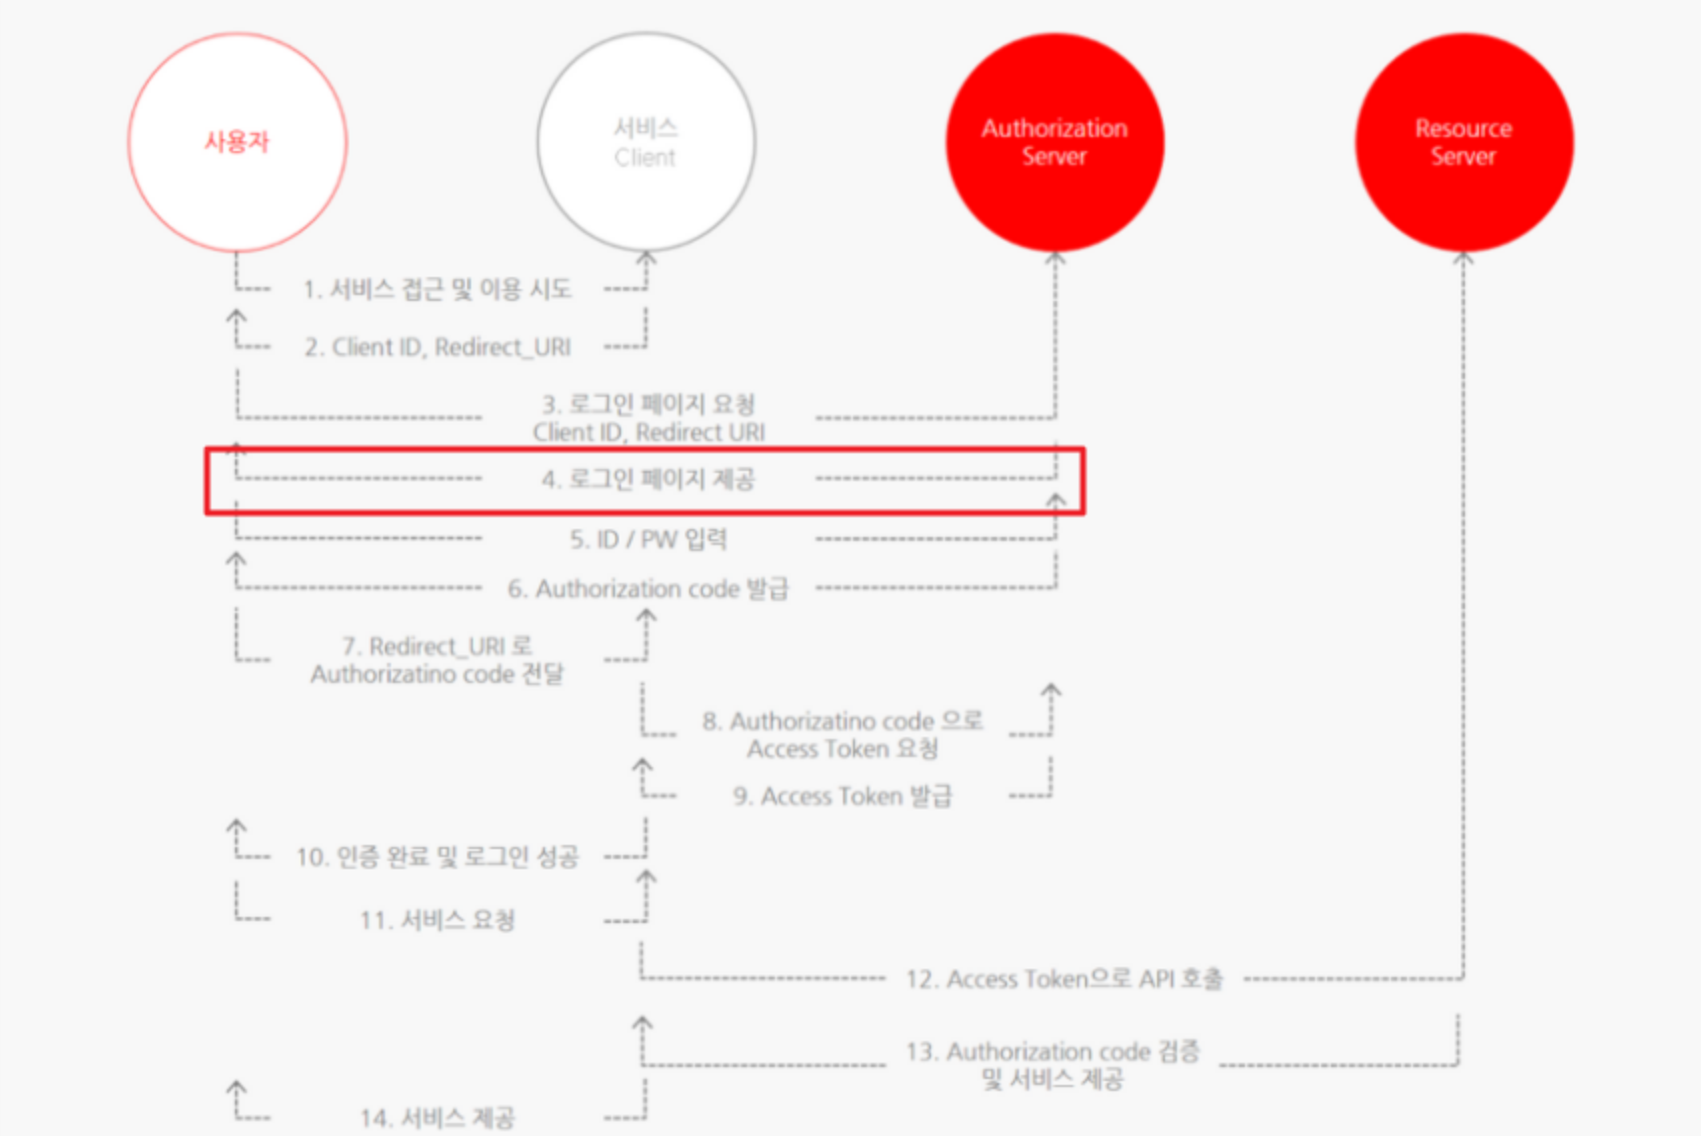 사용자
서비스
Client
Authorization
Server
Resource
Server
1. 서비스 접근 및 이용 시도
2. Client ID, Redirect_URI
3. 로그인 페이지 요청
Client ID, Redirect URI
4. 로그인 페이지 제공
5. ID / PW 입력
6. Authorization code 발급
7. Redirect_URI 로
Authorizatino code 전달
8. Authorizatino code 으로
Access Token 요청
9. Access Token 발급
10. 인증 완료 및 로그인 성공
11. 서비스 요청
12. Access Token으로 API 호출
13. Authorization code 검증
및 서비스 제공
14. 서비스 제공